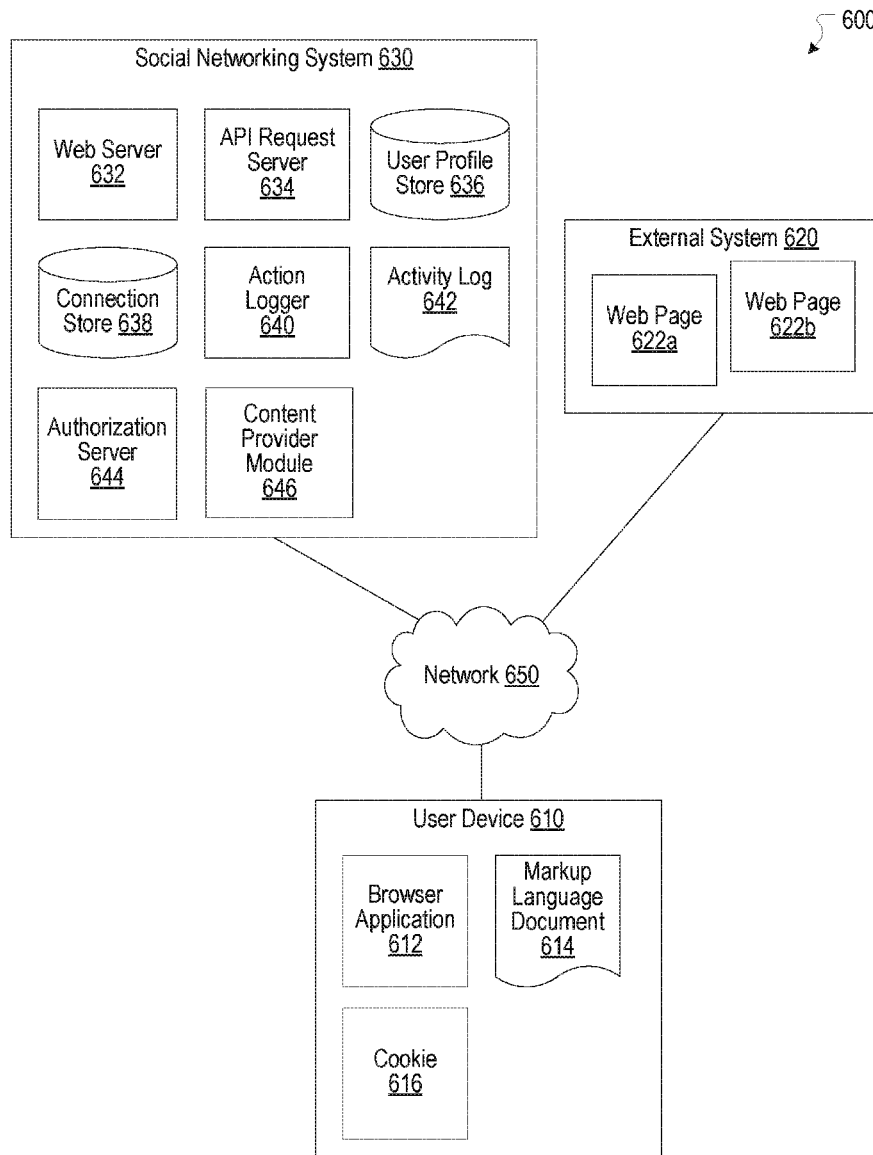 600
Social Networking System 630
Web Server
632
API Request
Server
634
User Profile
Store 636
Connection
Store 638
Action
Logger
640
Activity Log
642
Authorization
Server
644
Content
Provider
Module
646
External System 620
Web Page
622a
Web Page
622b
Network 650
User Device 610
Browser
Application
612
Markup
Language
Document
614
Cookie
616